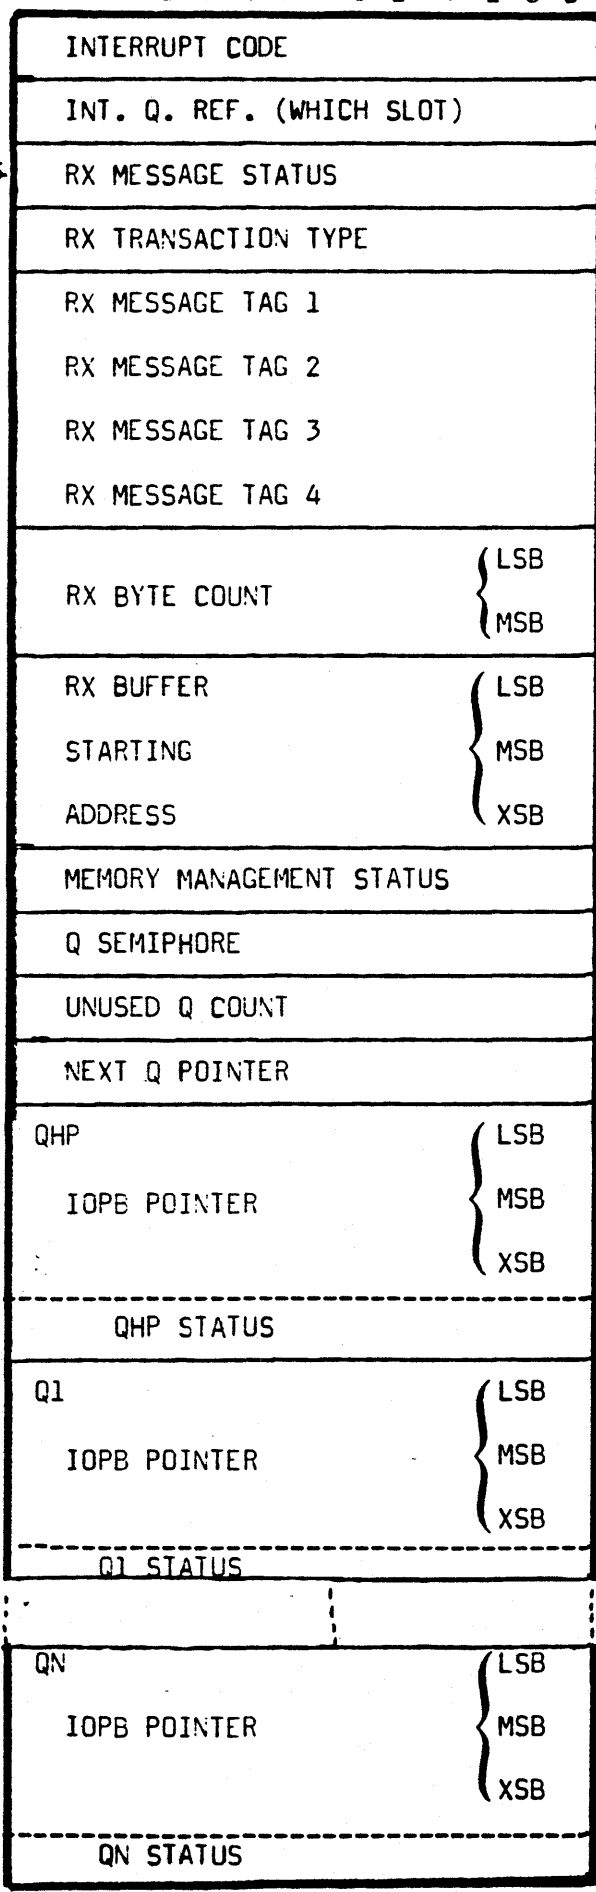 INTERRUPT CODE
INT. Q. REF. (WHICH SLOT)
RX MESSAGE STATUS
RX TRANSACTION TYPE
RX MESSAGE TAG 1
RX MESSAGE TAG 2
RX MESSAGE TAG 3
RX MESSAGE TAG 4
LSB
RX BYTE COUNT
MSB
RX BUFFER LSB
STARTING MSB
ADDRESS XSB
MEMORY MANAGEMENT STATUS
Q SEMIPHORE
UNUSED Q COUNT
NEXT Q POINTER
QHP LSB
IOPB POINTER MSB
XSB
QHP STATUS
Q1 LSB
IOPB POINTER MSB
XSB
Q1 STATUS
QN LSB
IOPB POINTER MSB
XSB
QN STATUS